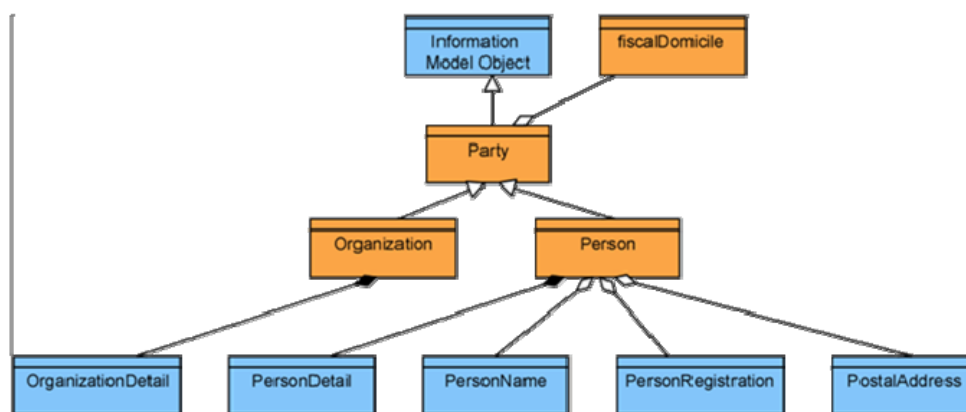 Information
Model Object
fiscalDomicile
Party
Organization
Person
OrganizationDetail
PersonDetail
PersonName
PersonRegistration
PostalAddress